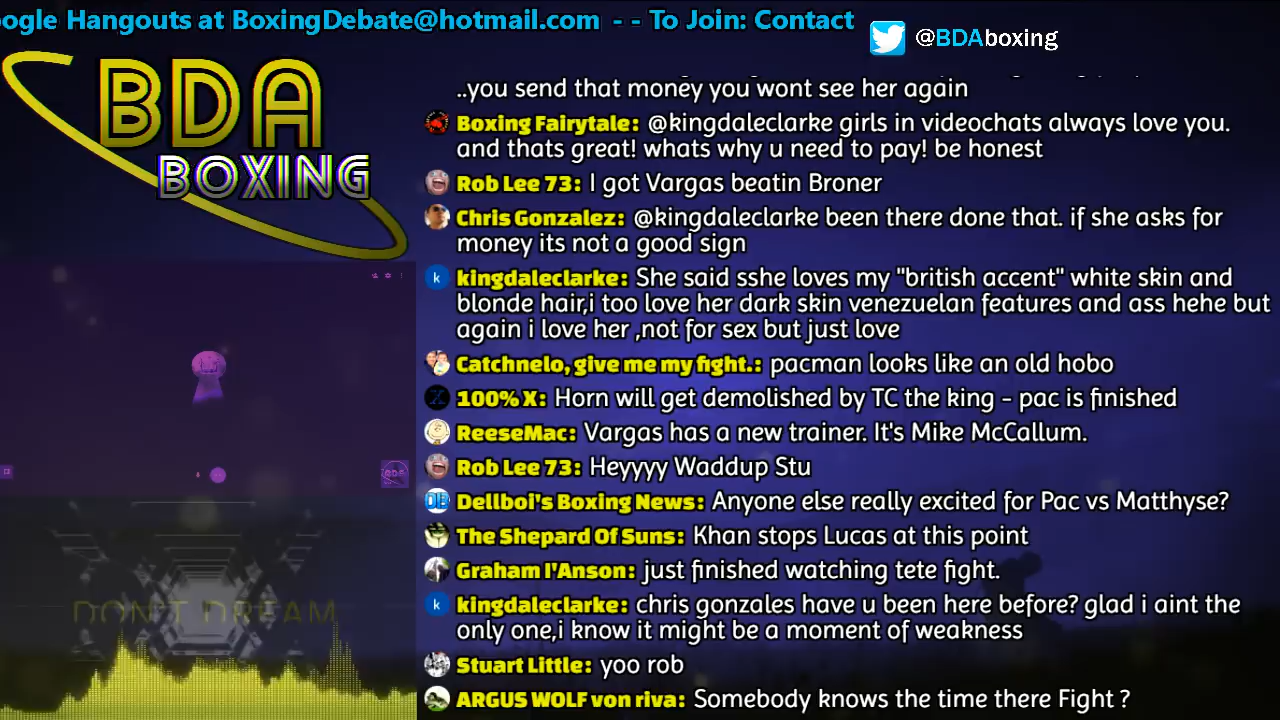 ogle Hangouts at BoxingDebate@hotmail.com - - To Join: Contact
@BDAboxing
BDA
BOXING
..you send that money you wont see her again
Boxing Fairytale: @kingdaleclarke girls in videochats always love you.
and thats great! whats why u need to pay! be honest
Rob Lee 73: I got Vargas beatin Broner
Chris Gonzalez: @kingdaleclarke been there done that. if she asks for
money its not a good sign
k kingdaleclarke: She said sshe loves my "british accent" white skin and
blonde hair,i too love her dark skin venezuelan features and ass hehe but
again i love her ,not for sex but just love
Catchnelo, give me my fight.: pacman looks like an old hobo
100% X: Horn will get demolished by TC the king - pac is finished
ReeseMac: Vargas has a new trainer. It's Mike McCallum.
Rob Lee 73: Heyyyy Waddup Stu
Dellboi's Boxing News: Anyone else really excited for Pac vs Matthyse?
The Shepard Of Suns: Khan stops Lucas at this point
Graham I'Anson: just finished watching tete fight.
k kingdaleclarke: chris gonzales have u been here before? glad i aint the
only one,i know it might be a moment of weakness
Stuart Little: yoo rob
ARGUS WOLF von riva: Somebody knows the time there Fight ?
DON'T DREAM